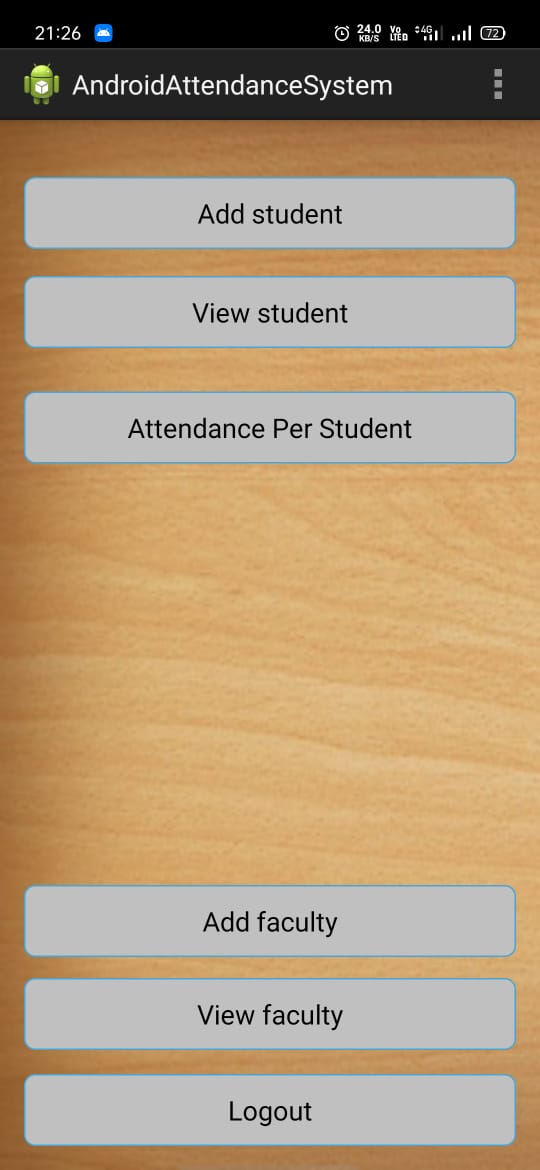 21:26 24.0 KB/S Vo LTED 4G 72
AndroidAttendanceSystem
Add student
View student
Attendance Per Student
Add faculty
View faculty
Logout